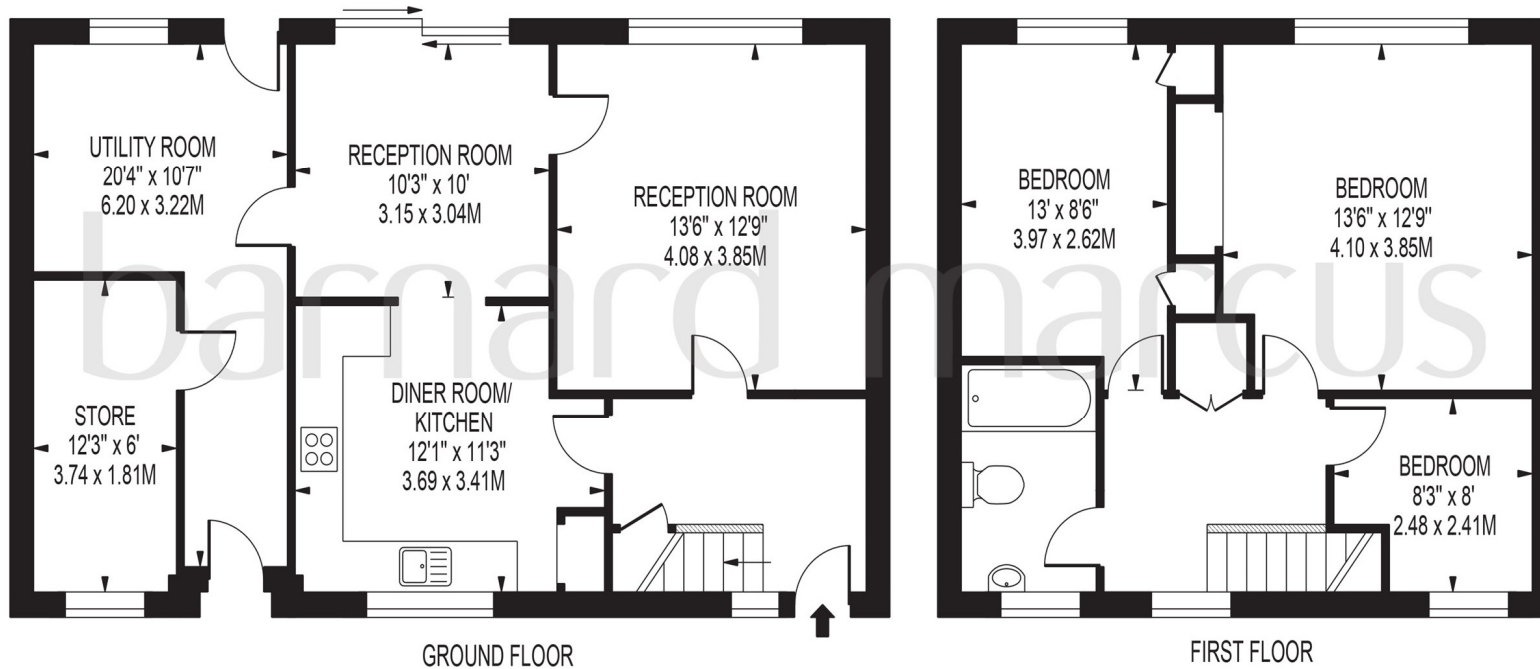 UTILITY ROOM
20'4" x 10'7"
6.20 x 3.22M
RECEPTION ROOM
10'3" x 10'
3.15 x 3.04M
RECEPTION ROOM
13'6" x 12'9"
4.08 x 3.85M
STORE
12'3" x 6'
3.74 x 1.81M
DINER ROOM/
KITCHEN
12'1" x 11'3"
3.69 x 3.41M
GROUND FLOOR
BEDROOM
13' x 8'6"
3.97 x 2.62M
BEDROOM
13'6" x 12'9"
4.10 x 3.85M
BEDROOM
8'3" x 8'
2.48 x 2.41M
FIRST FLOOR
barnard marcus